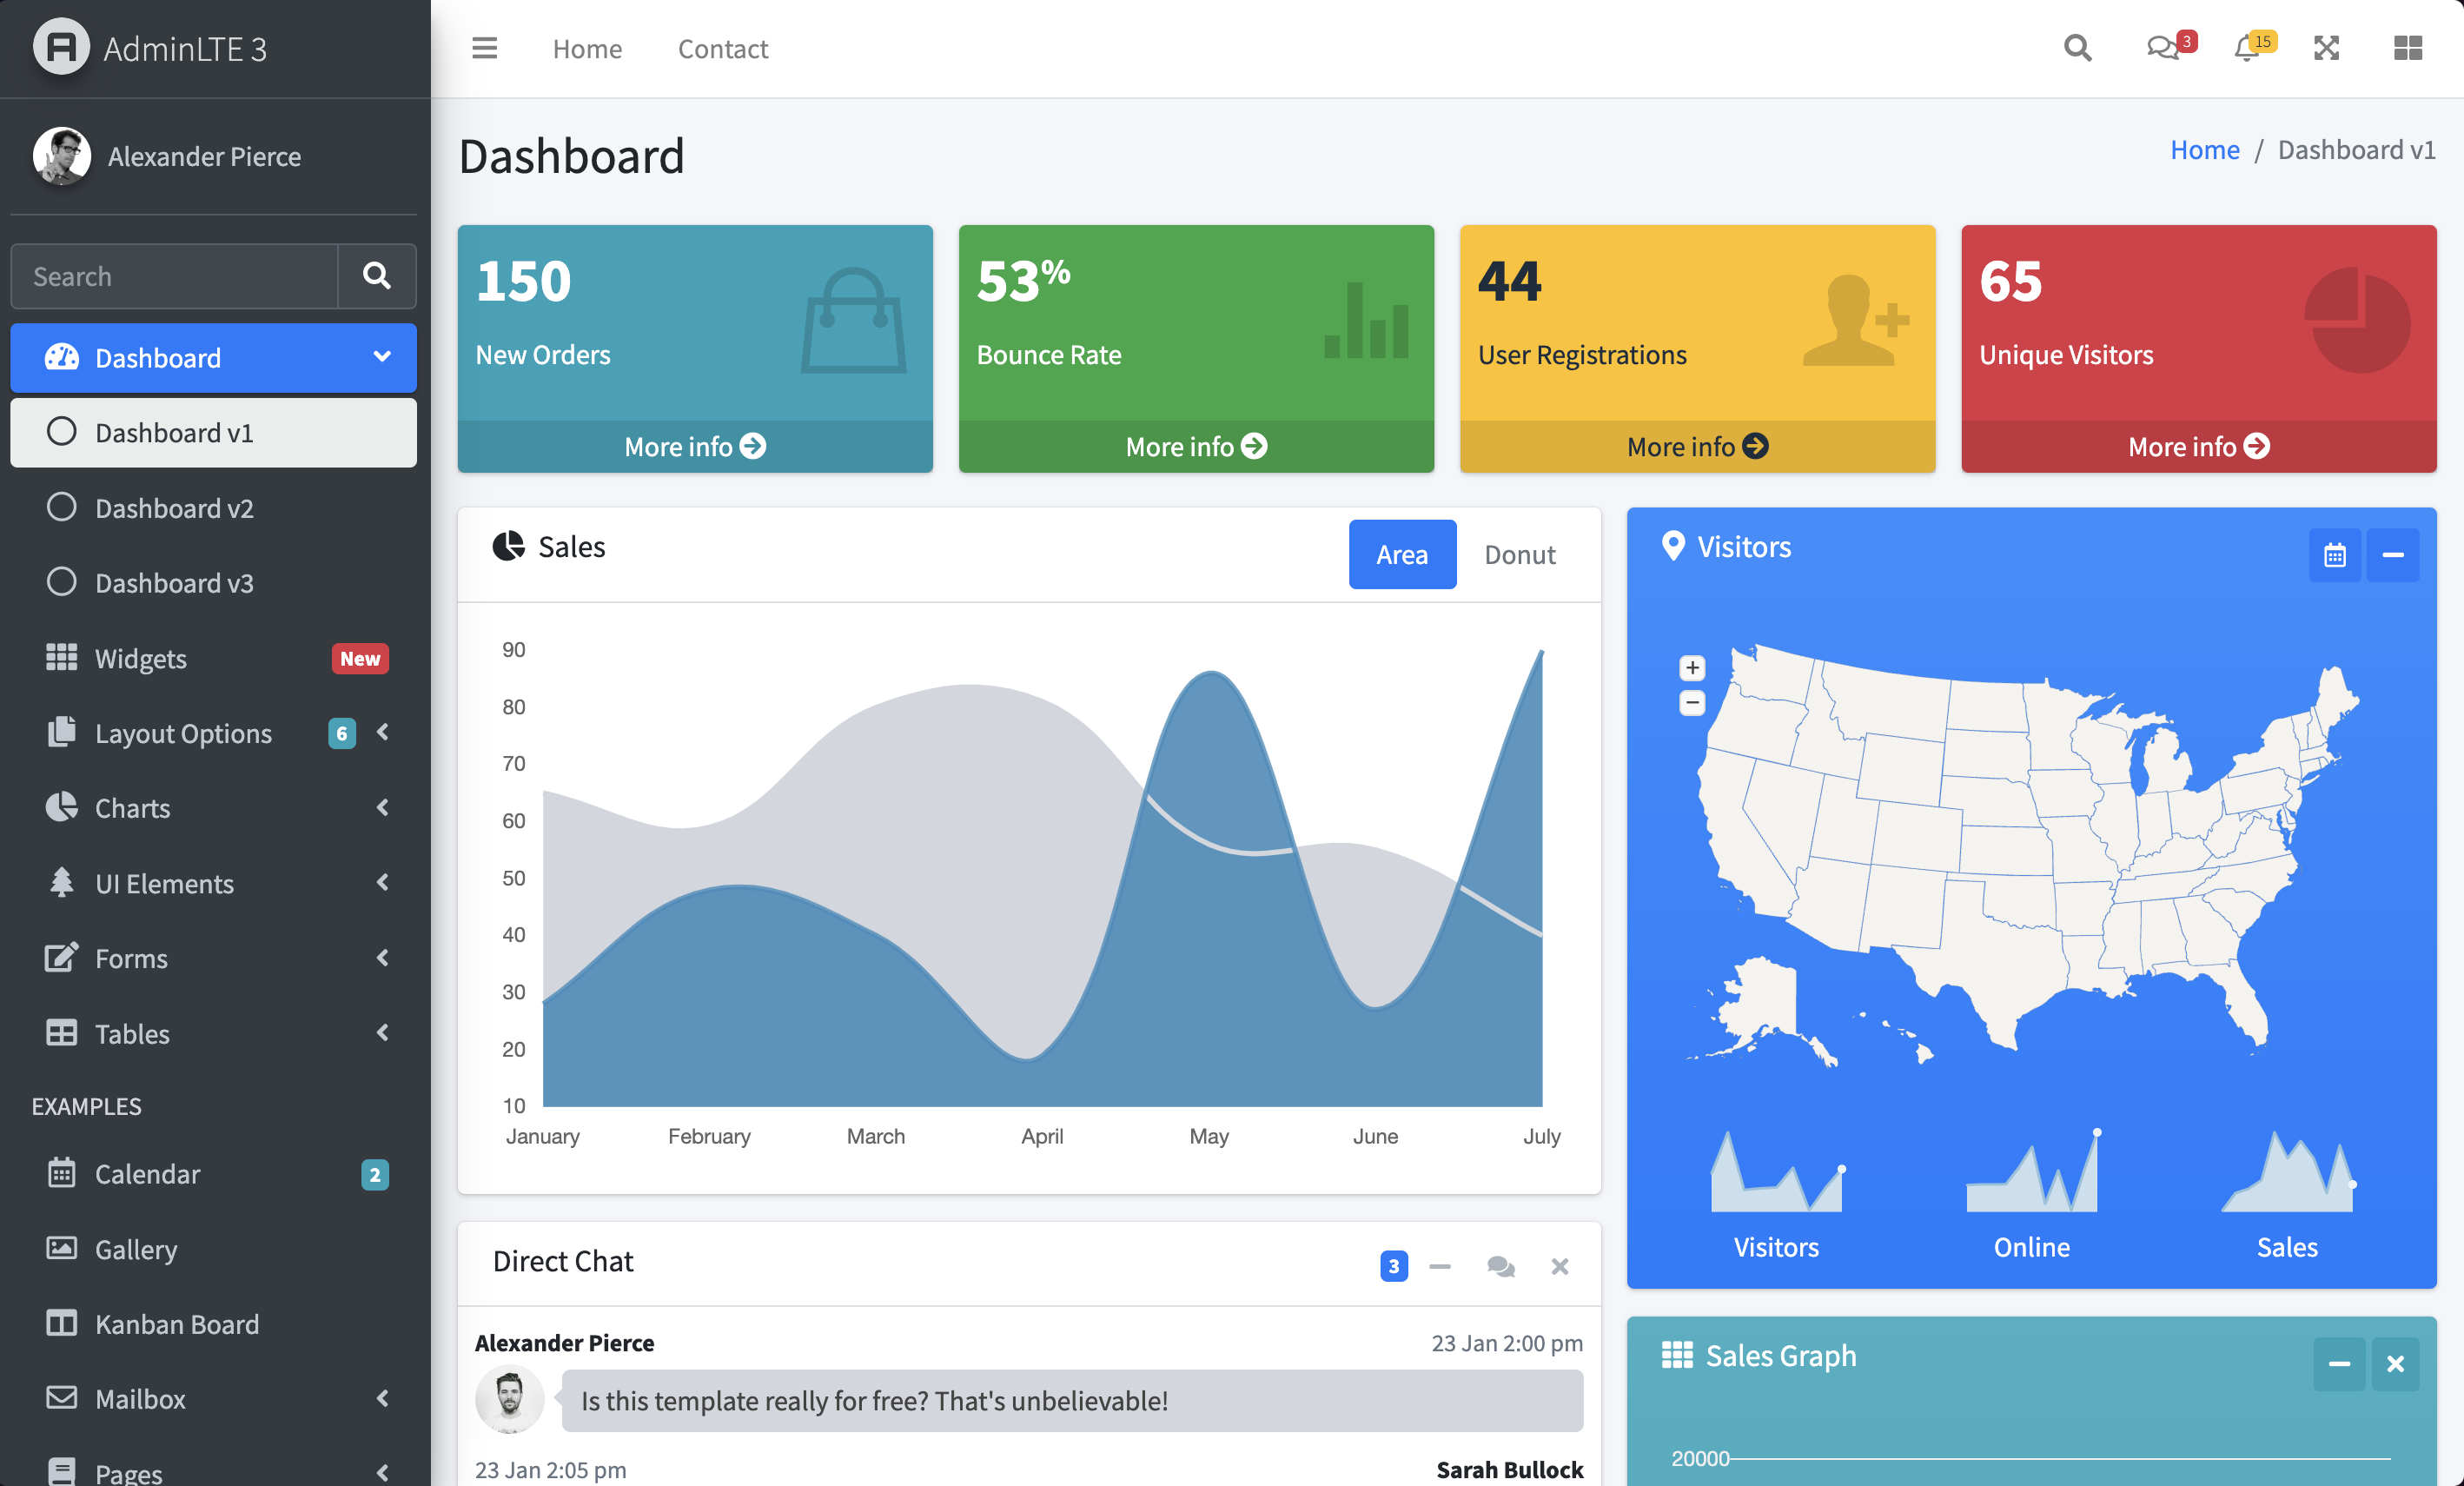 AdminLTE 3
Alexander Pierce
Search
Dashboard
Dashboard v1
Dashboard v2
Dashboard v3
Widgets New
Layout Options 6
Charts
UI Elements
Forms
Tables
EXAMPLES
Calendar 2
Gallery
Kanban Board
Mailbox
Pages
Home Contact
3 15
Dashboard
Home / Dashboard v1
150
New Orders
More info
53%
Bounce Rate
More info
44
User Registrations
More info
65
Unique Visitors
More info
Sales
Area Donut
90
80
70
60
50
40
30
20
10
January February March April May June July
Direct Chat
3
Alexander Pierce 23 Jan 2:00 pm
Is this template really for free? That's unbelievable!
23 Jan 2:05 pm Sarah Bullock
Visitors
+
−
Visitors Online Sales
Sales Graph
20000